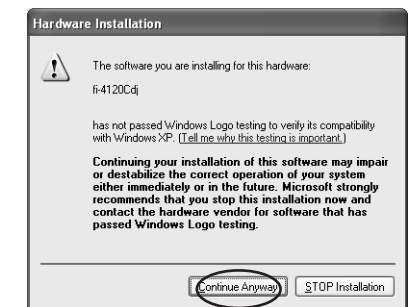 Hardware Installation
The software you are installing for this hardware:
fi-4120Cdj
has not passed Windows Logo testing to verify its compatibility
with Windows XP. (Tell me why this testing is important.)
Continuing your installation of this software may impair
or destabilize the correct operation of your system
either immediately or in the future. Microsoft strongly
recommends that you stop this installation now and
contact the hardware vendor for software that has
passed Windows Logo testing.
Continue Anyway STOP Installation